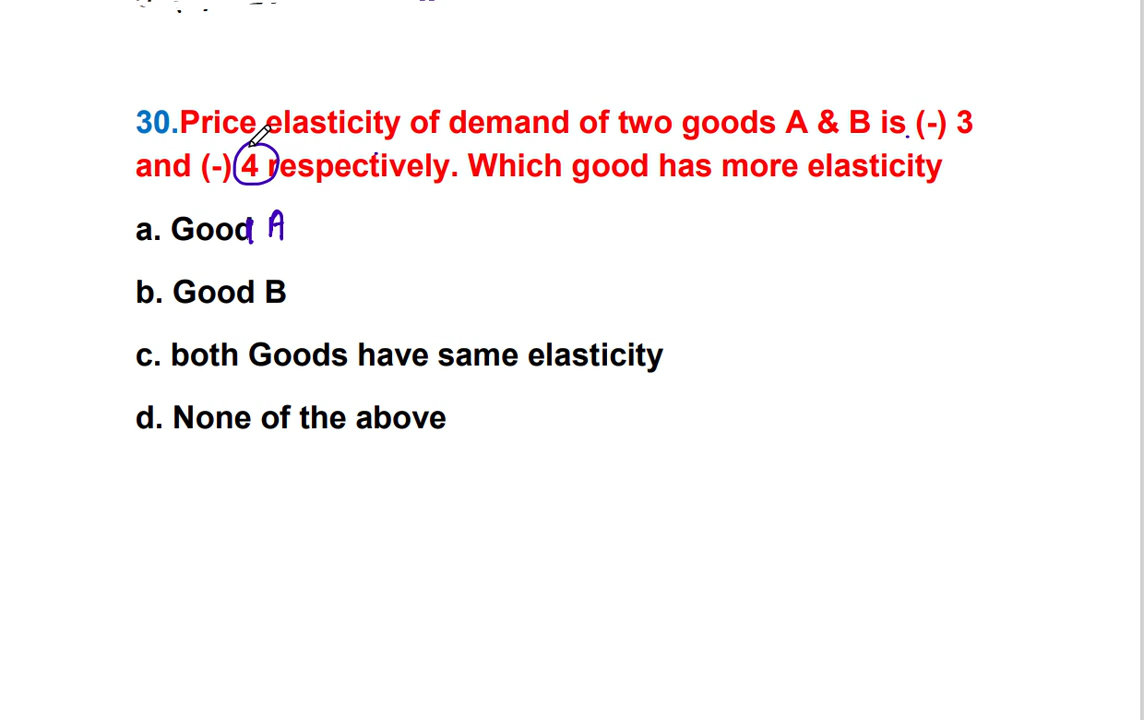 30.Price elasticity of demand of two goods A & B is (-) 3
and (-) 4 respectively. Which good has more elasticity
a. Good A
b. Good B
c. both Goods have same elasticity
d. None of the above